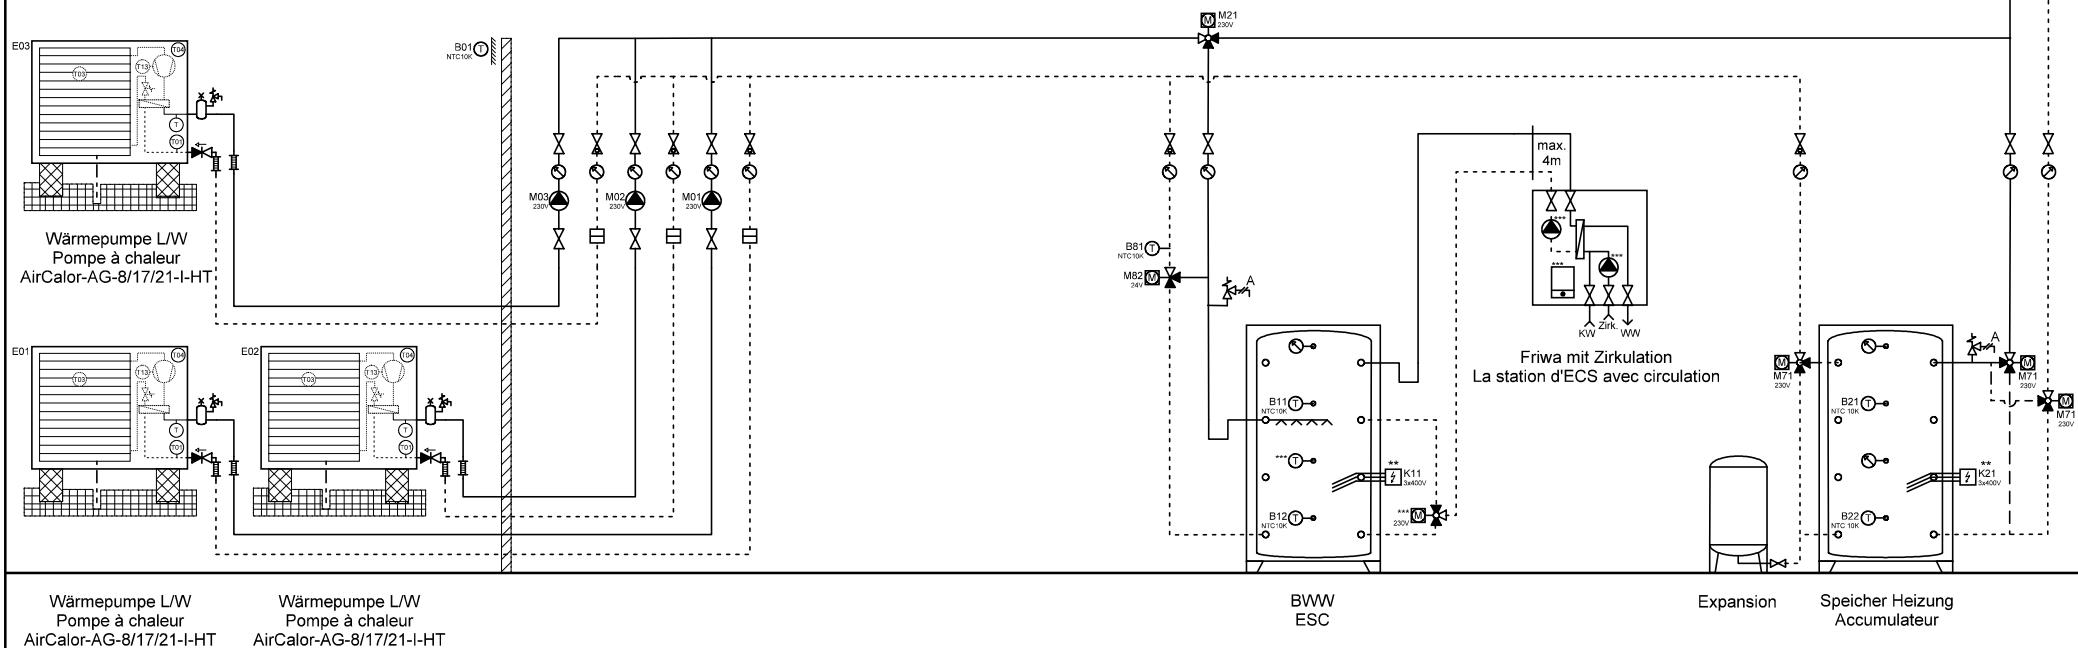 M21
230V
E03
T04
T03
T13
T
T01
B01
T
NTC10K
M
max.
4m
M03
230V
M02
230V
M01
230V
***
***
***
Wärmepumpe L/W
Pompe à chaleur
AirCalor-AG-8/17/21-I-HT
B81
T
NTC10K
M82
24V
M
A
KW
Zirk.
WW
Friwa mit Zirkulation
La station d'ECS avec circulation
E01
T04
T03
T13
T
T01
E02
T04
T03
T13
T
T01
A
M
M71
230V
M
M71
230V
M
M71
230V
B11
T
NTC 10K
***
T
**
K11
3x400V
B12
T
NTC 10K
***
M
230V
B21
T
NTC 10K
**
K21
3x400V
B22
T
NTC 10K
Wärmepumpe L/W
Pompe à chaleur
AirCalor-AG-8/17/21-I-HT
Wärmepumpe L/W
Pompe à chaleur
AirCalor-AG-8/17/21-I-HT
BWW
ESC
Expansion
Speicher Heizung
Accumulateur